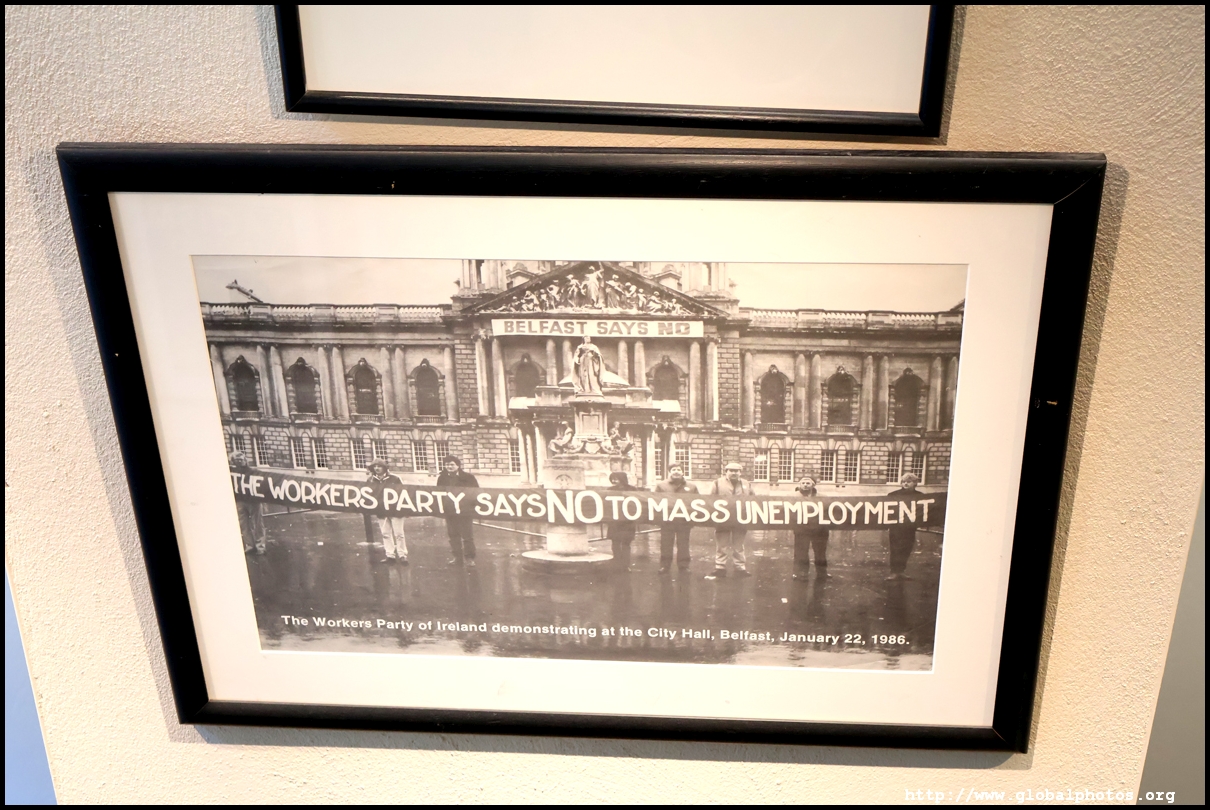 BELFAST SAYS NO
THE WORKERS PARTY SAYS NO TO MASS UNEMPLOYMENT
The Workers Party of Ireland demonstrating at the City Hall, Belfast, January 22, 1986.
http://www.globalphotos.org